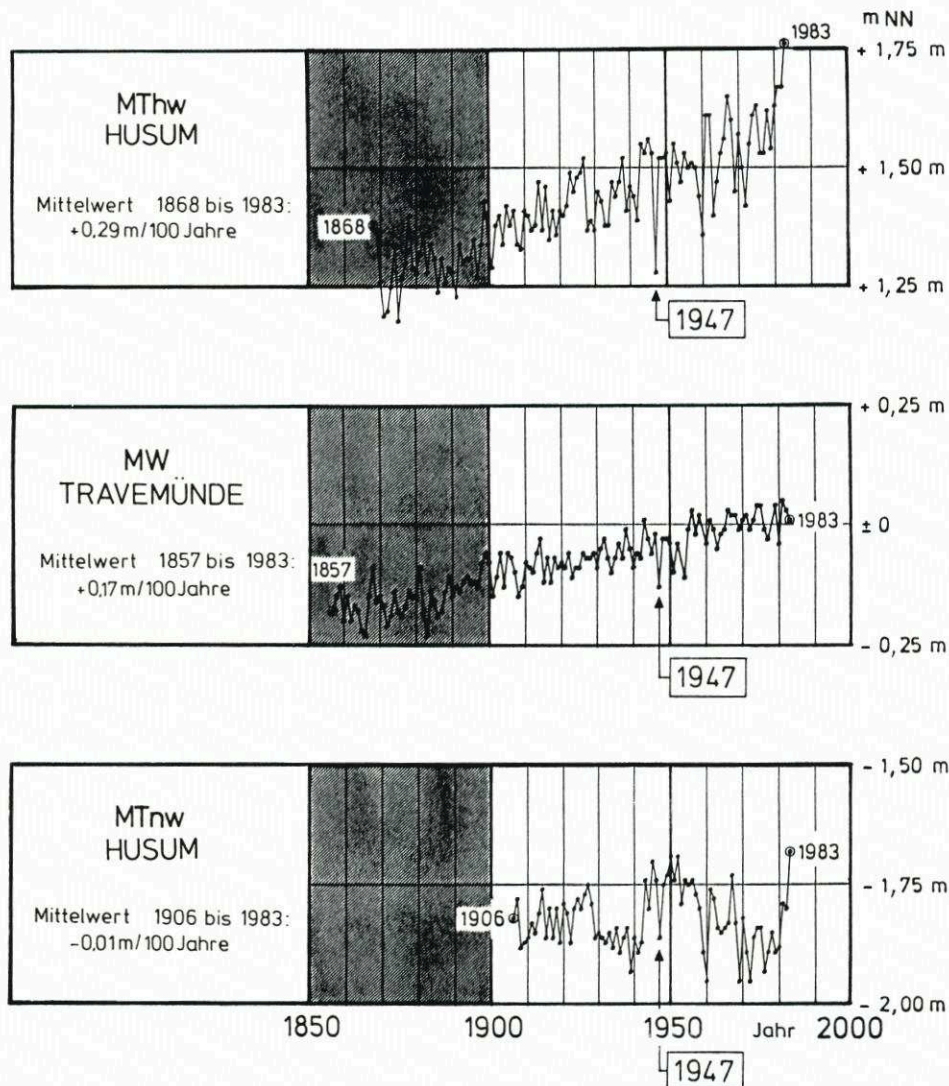 m NN
1983
+ 1,75 m
MThw
HUSUM
Mittelwert 1868 bis 1983:
+0,29 m/100 Jahre
1868
+ 1,50 m
+ 1,25 m
1947
+ 0,25 m
MW
TRAVEMÜNDE
Mittelwert 1857 bis 1983:
+0,17 m/100 Jahre
1857
1983
± 0
- 0,25 m
1947
- 1,50 m
MTnw
HUSUM
Mittelwert 1906 bis 1983:
-0,01 m/100 Jahre
1906
1983
- 1,75 m
- 2,00 m
1850 1900 1950 Jahr 2000
1947